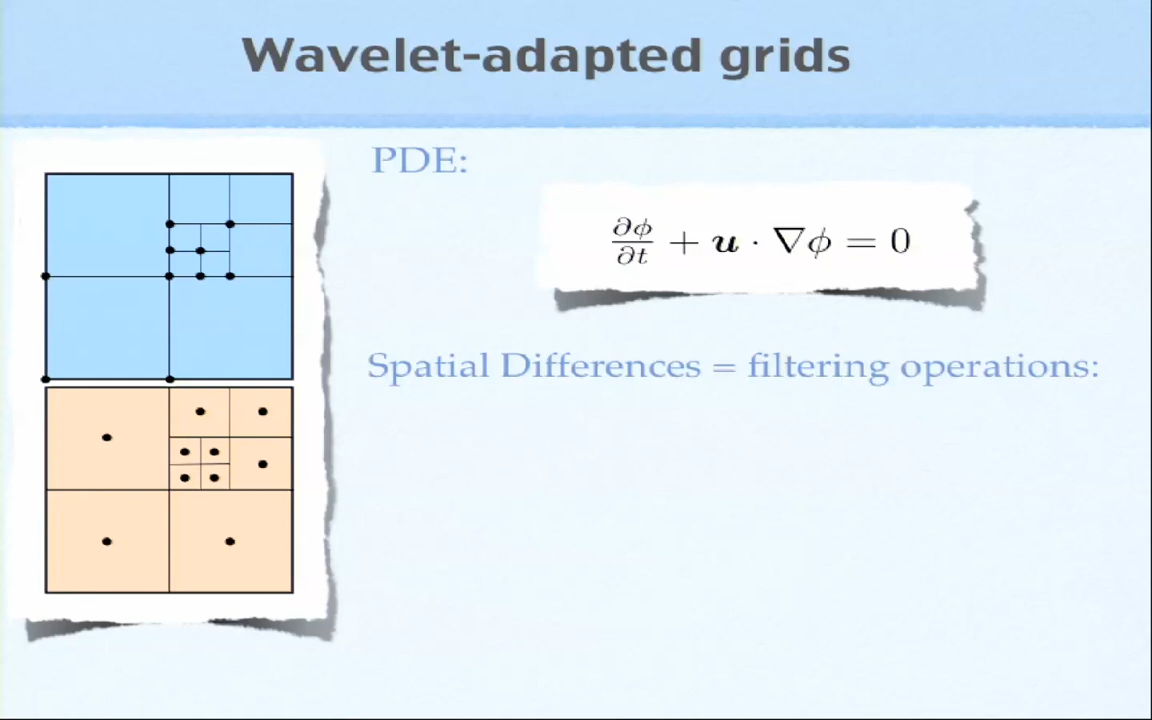 Wavelet-adapted grids
PDE:
∂ϕ/∂t + u · ∇ϕ = 0
Spatial Differences = filtering operations: